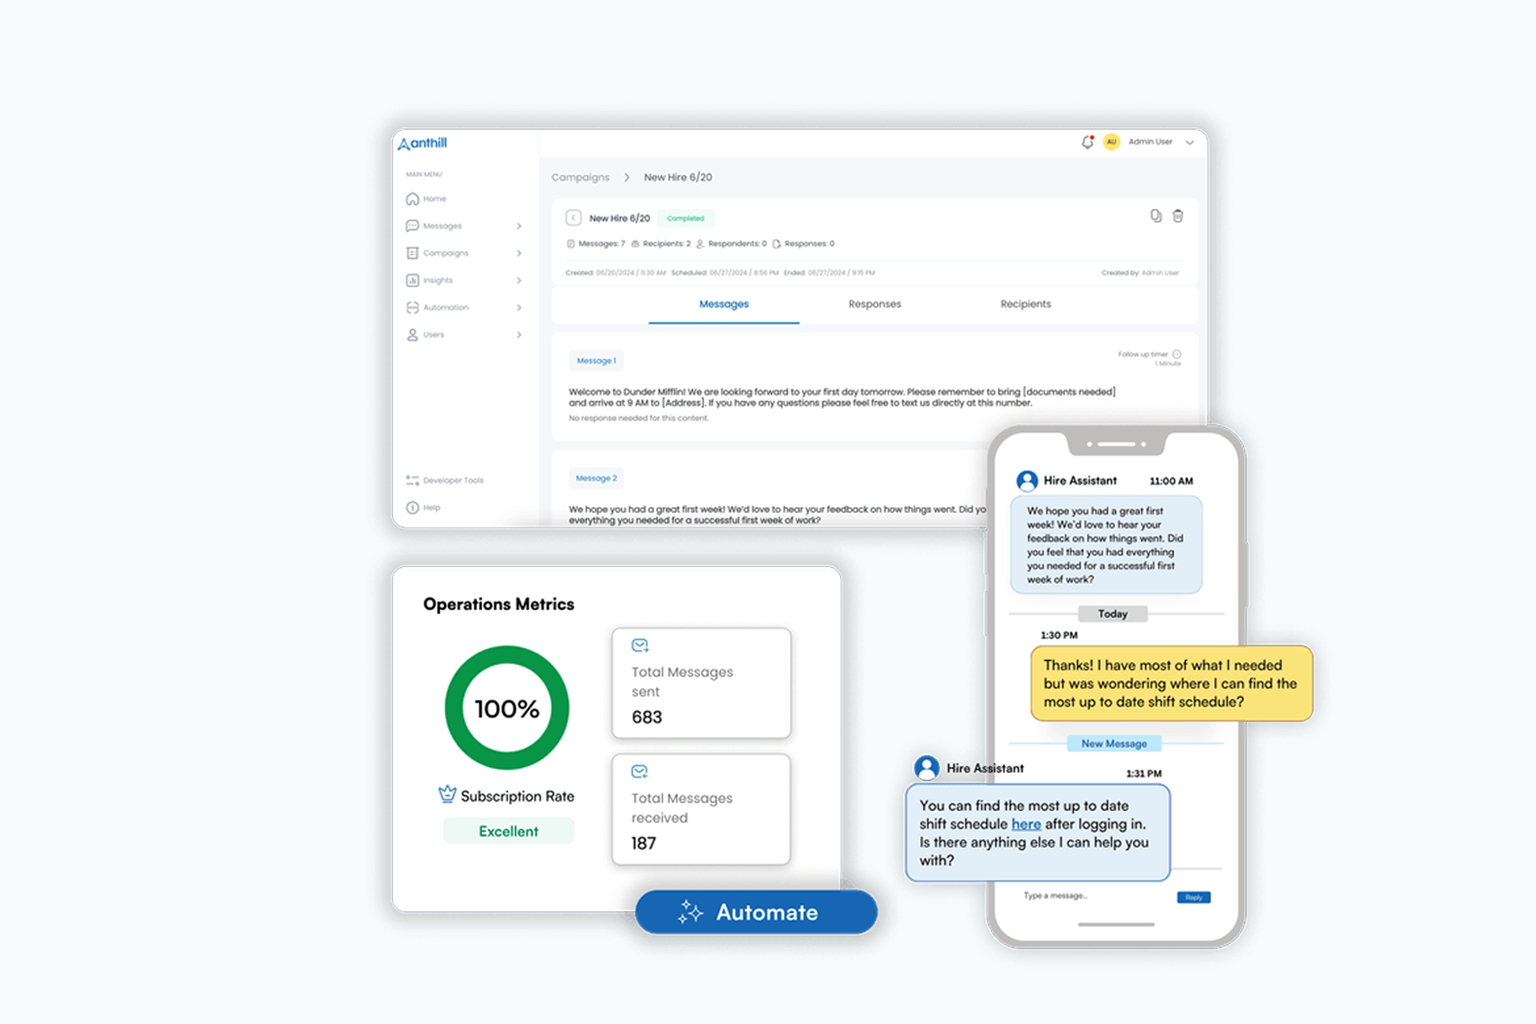 anthill
AU Admin User
MAIN MENU
Home
Messages
Campaigns
Insights
Automation
Users
Developer Tools
Help
Campaigns > New Hire 6/20
New Hire 6/20 Completed
Messages: 7 Recipients: 2 Respondents: 0 Responses: 0
Created: 06/20/2024 / 11:30 AM Scheduled: 06/27/2024 / 8:56 PM Ended: 06/27/2024 / 9:15 PM Created by: Admin User
Messages Responses Recipients
Message 1
Follow up timer
1 Minute
Welcome to Dunder Mifflin! We are looking forward to your first day tomorrow. Please remember to bring [documents needed]
and arrive at 9 AM to [Address]. If you have any questions please feel free to text us directly at this number.
No response needed for this content.
Message 2
We hope you had a great first week! We'd love to hear your feedback on how things went. Did yo
everything you needed for a successful first week of work?
Operations Metrics
100%
Subscription Rate
Excellent
Total Messages
sent
683
Total Messages
received
187
Automate
Hire Assistant 11:00 AM
We hope you had a great first
week! We'd love to hear your
feedback on how things went. Did
you feel that you had everything
you needed for a successful first
week of work?
Today
1:30 PM
Thanks! I have most of what I needed
but was wondering where I can find the
most up to date shift schedule?
New Message
Hire Assistant 1:31 PM
You can find the most up to date
shift schedule here after logging in.
Is there anything else I can help you
with?
Type a message...
Reply